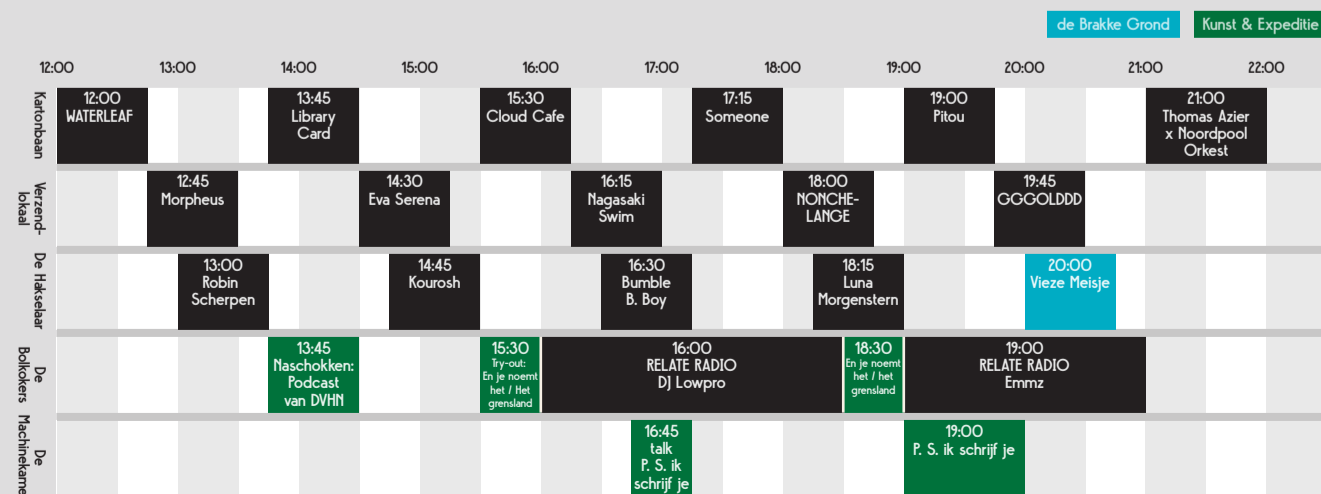 de Brakke Grond
Kunst & Expeditie
12:00
13:00
14:00
15:00
16:00
17:00
18:00
19:00
20:00
21:00
22:00
Kartonbaan
12:00
WATERLEAF
13:45
Library
Card
15:30
Cloud Cafe
17:15
Someone
19:00
Pitou
21:00
Thomas Azier
x Noordpool
Orkest
Verzend-
lokaal
12:45
Morpheus
14:30
Eva Serena
16:15
Nagasaki
Swim
18:00
NONCHE-
LANGE
19:45
GGGOLDDD
De Hakselaar
13:00
Robin
Scherpen
14:45
Kourosh
16:30
Bumble
B. Boy
18:15
Luna
Morgenstern
20:00
Vieze Meisje
De
Bolkokers
13:45
Naschokken:
Podcast
van DVHN
15:30
Try-out:
En je noemt
het / Het
grensland
16:00
RELATE RADIO
DJ Lowpro
18:30
En je noemt
het / het
grensland
19:00
RELATE RADIO
Emmz
De
Machinekame
16:45
talk
P. S. ik
schrijf je
19:00
P. S. ik schrijf je